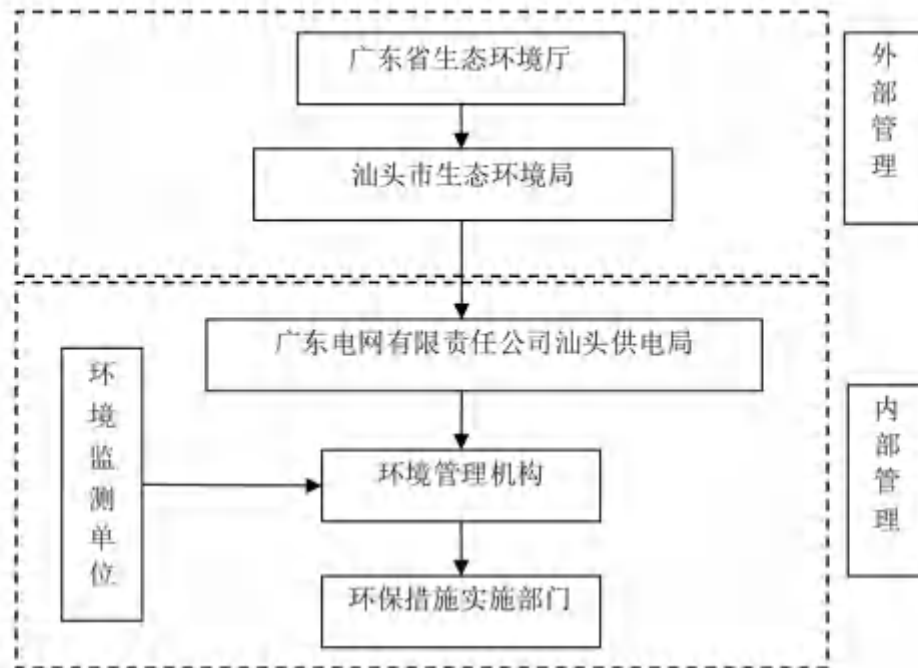 广东省生态环境厅
外部管理
汕头市生态环境局
广东电网有限责任公司汕头供电局
环境监测单位
内部管理
环境管理机构
环保措施实施部门